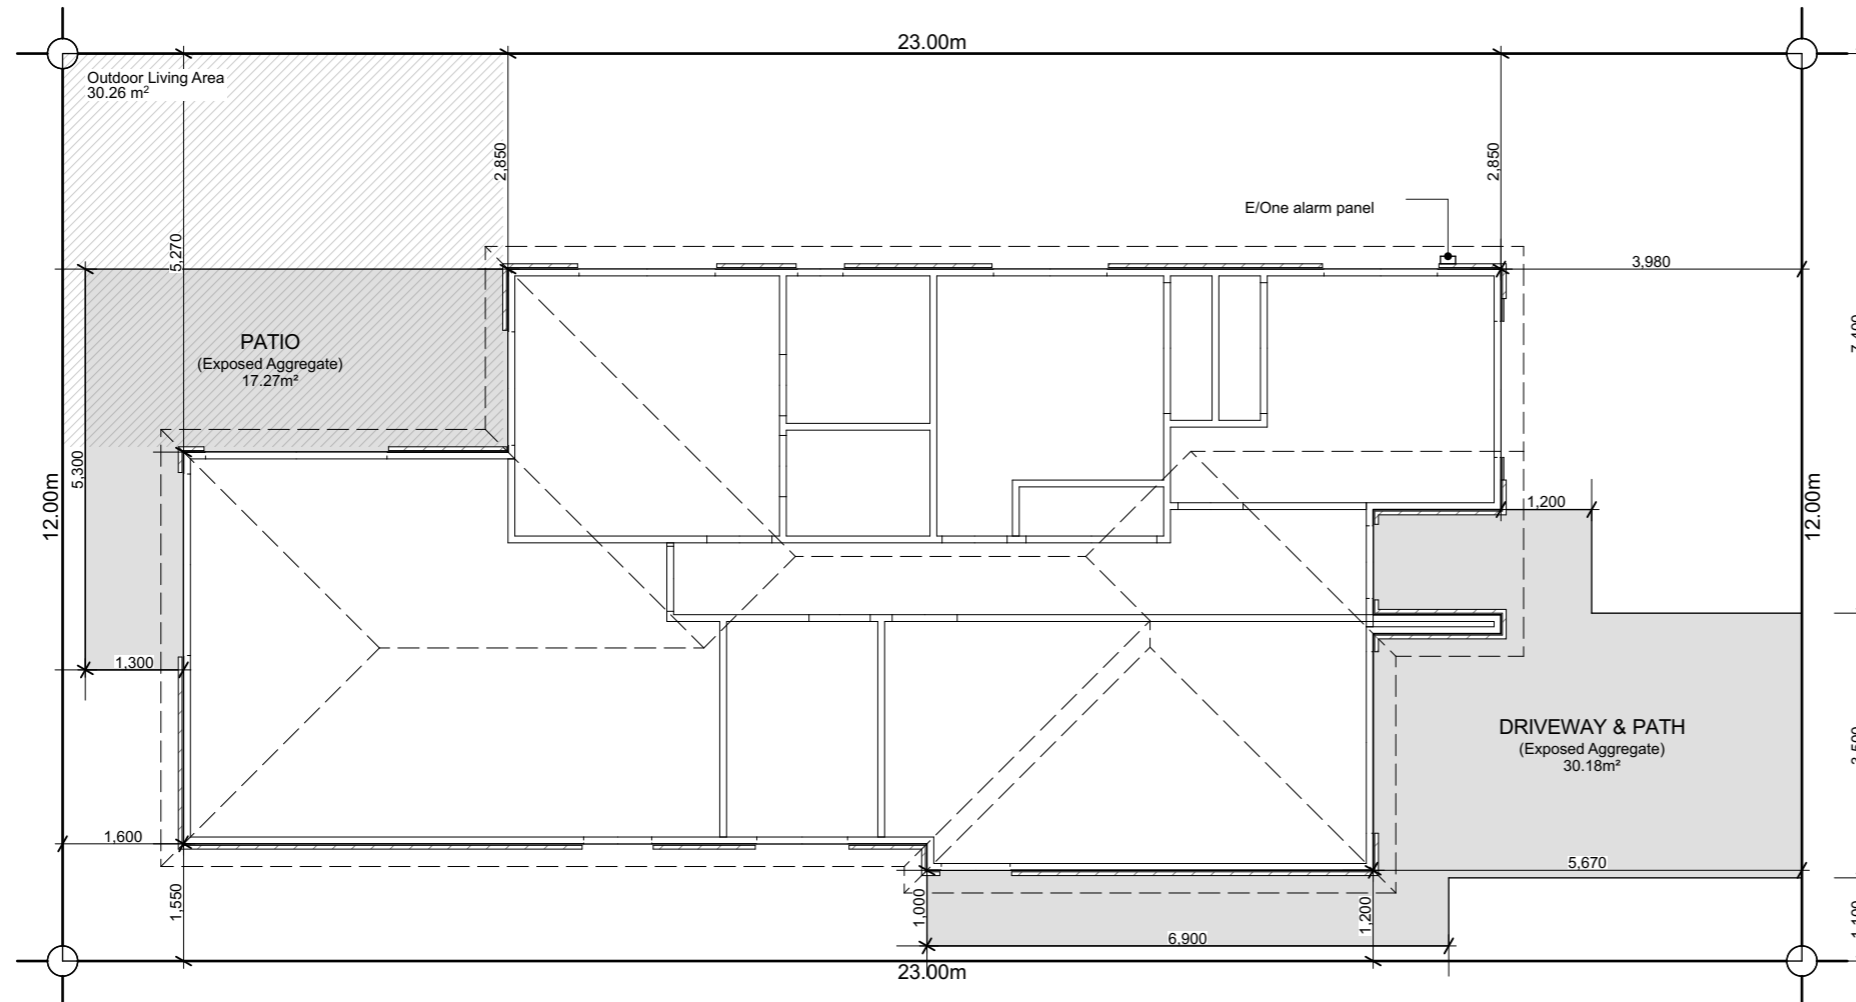 23.00m
Outdoor Living Area
30.26 m²
2,850
2,850
E/One alarm panel
5,270
3,980
PATIO
(Exposed Aggregate)
17.27m²
5,300
12.00m
1,200
12.00m
1,300
DRIVEWAY & PATH
(Exposed Aggregate)
30.18m²
1,600
5,670
1,550
1,000
1,200
6,900
23.00m